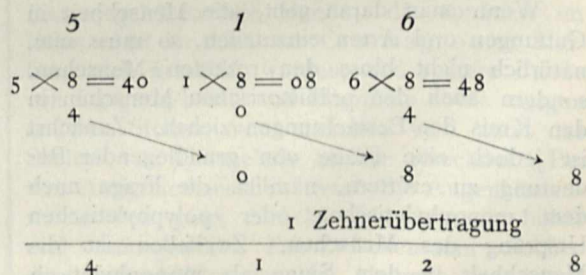 5 1 6
5 × 8 = 40 1 × 8 = 08 6 × 8 = 48
4 0 4
0 8 8
1 Zehnerübertragung
4 1 2 8